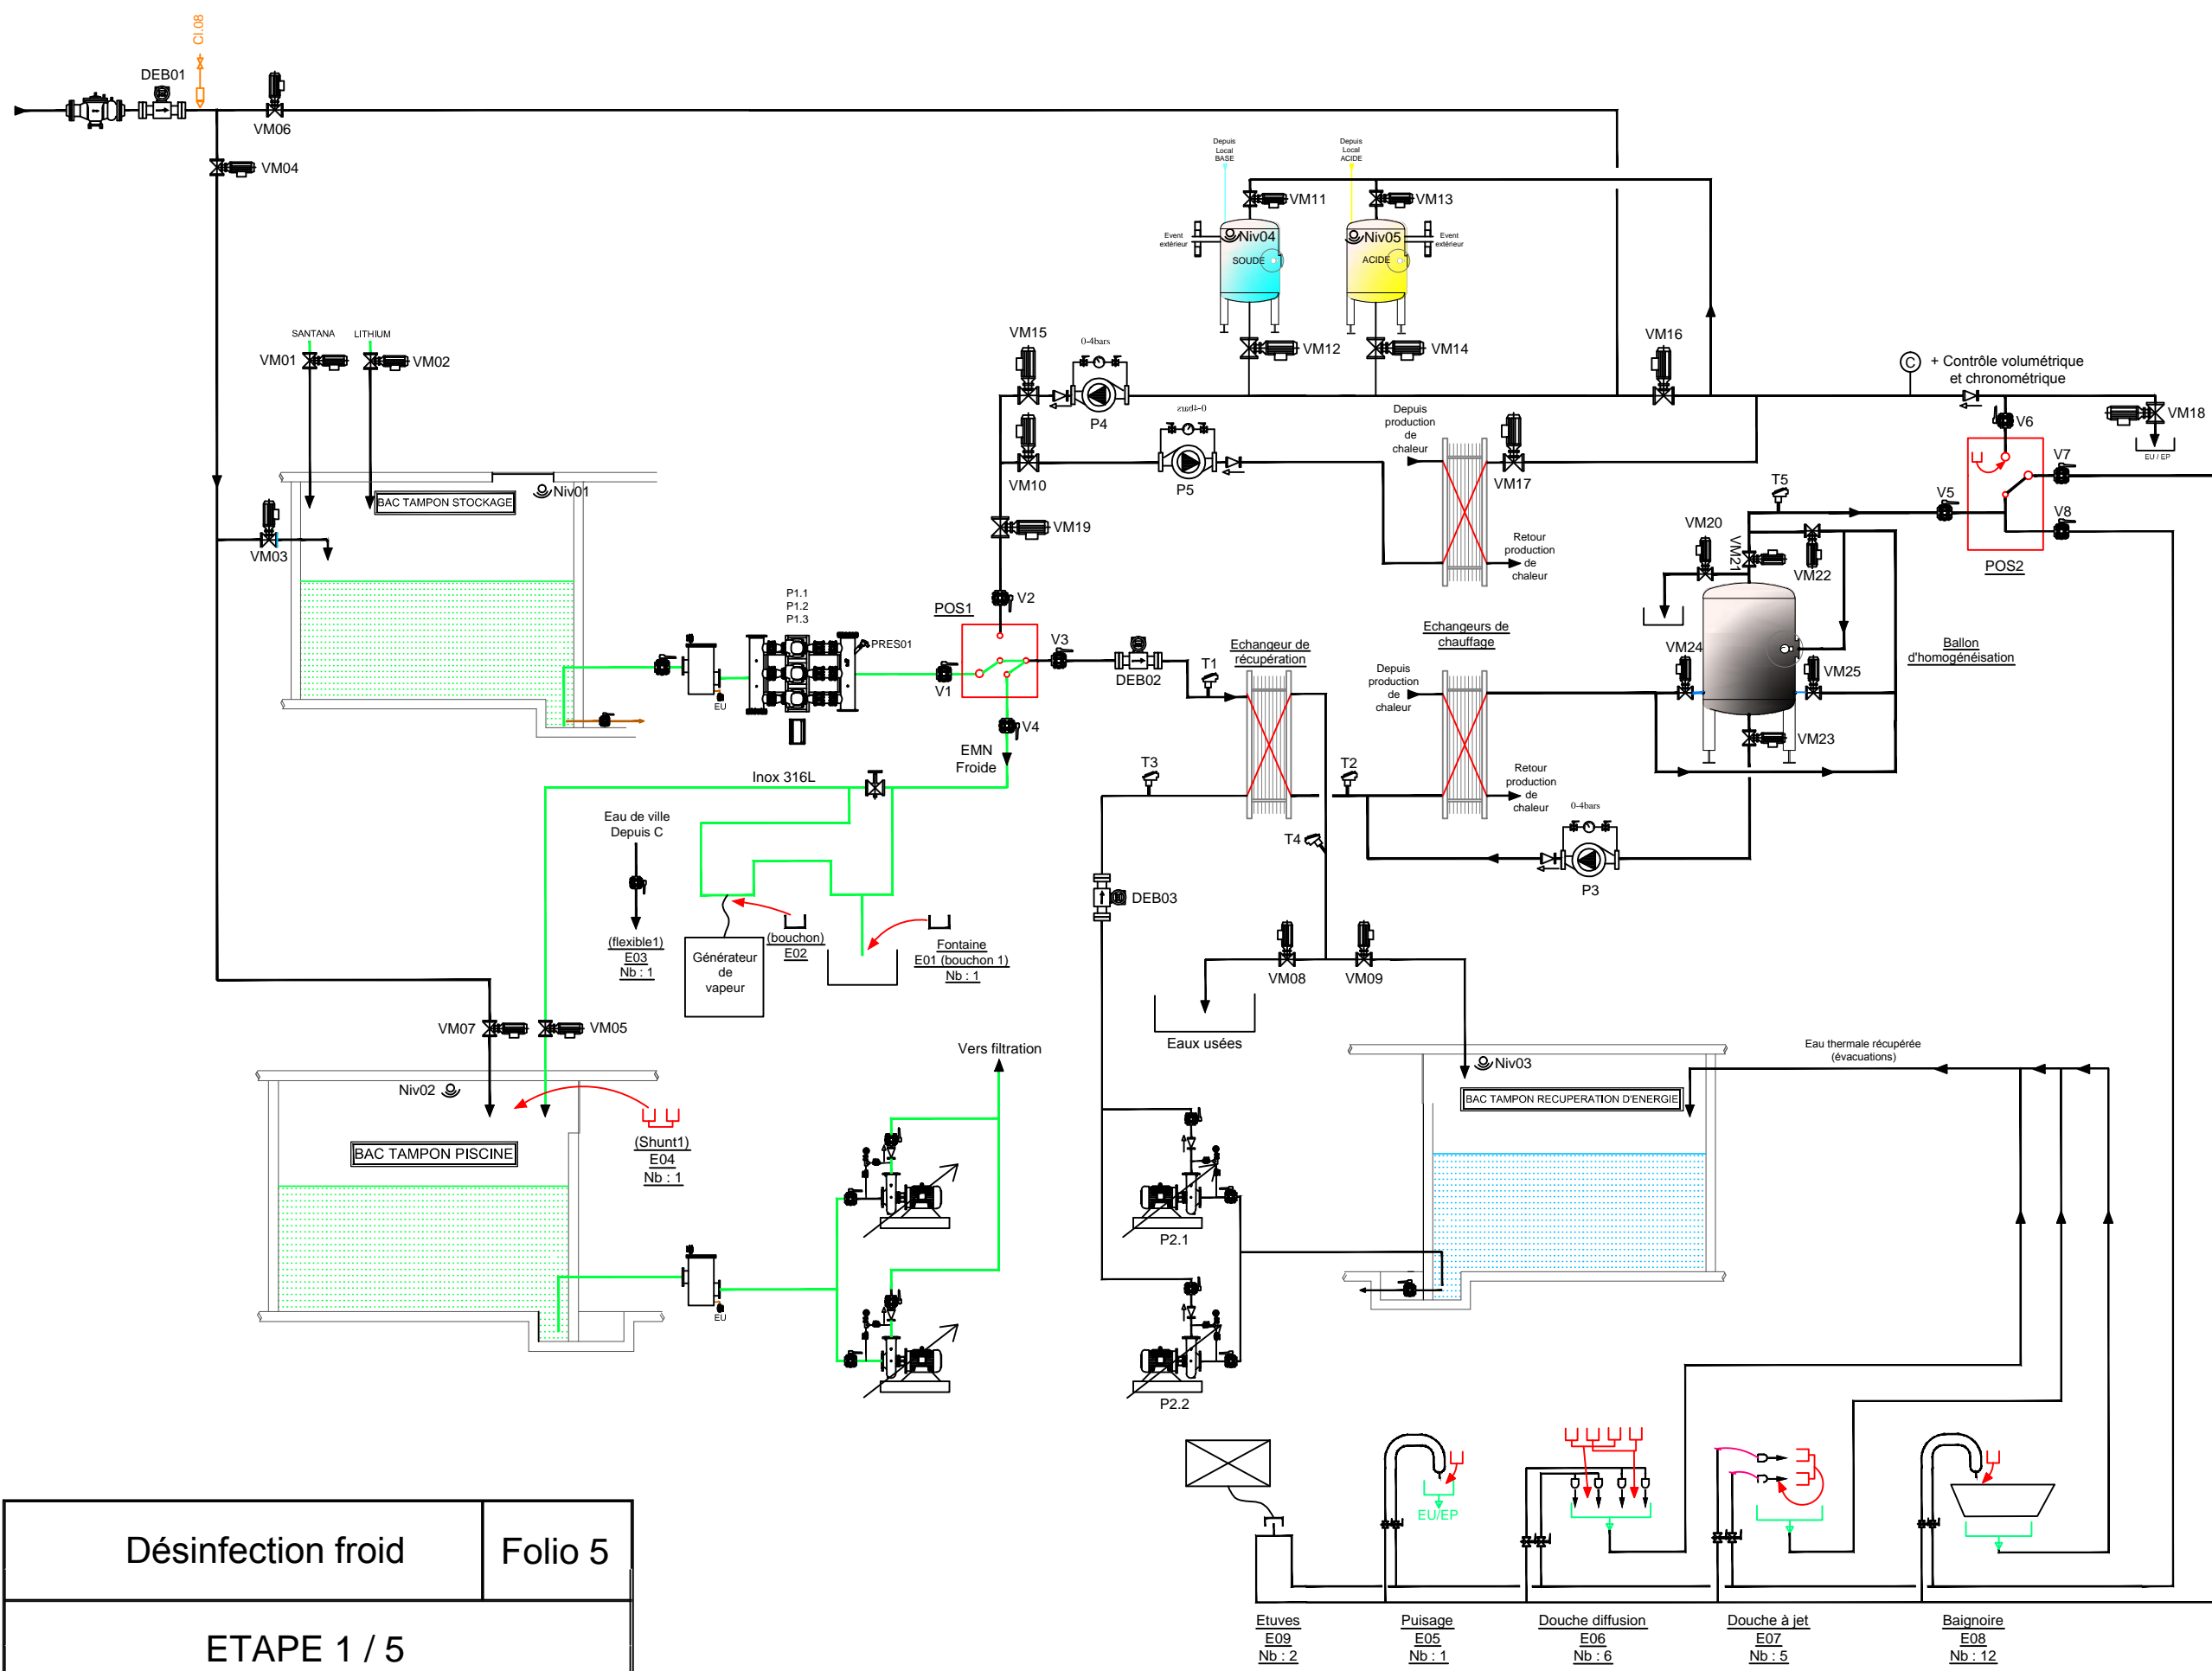 CI.08
DEB01
VM06
VM04
Depuis
Local
BASE
Depuis
Local
ACIDE
VM11
VM13
Event
extérieur
Niv04
SOUDE
Niv05
ACIDE
Event
extérieur
VM12
VM14
SANTANA
LITHIUM
VM01
VM02
VM15
0-4bars
P4
VM16
C
+ Contrôle volumétrique
et chronométrique
VM18
EU / EP
V6
VM10
0-4bars
P5
Depuis
production
de
chaleur
VM17
V7
V5
V8
POS2
T5
Niv01
BAC TAMPON STOCKAGE
VM03
VM19
Retour
production
de
chaleur
VM20
VM21
VM22
P1.1
P1.2
P1.3
PRES01
POS1
V2
V1
V3
V4
DEB02
T1
Echangeur de
récupération
Echangeurs de
chauffage
Depuis
production
de
chaleur
VM24
VM25
Ballon
d'homogénéisation
VM23
EU
EMN
Froide
Inox 316L
T3
T2
Retour
production
de
chaleur
0-4bars
P3
T4
Eau de ville
Depuis C
(flexible1)
E03
Nb : 1
Générateur
de
vapeur
(bouchon)
E02
Fontaine
E01 (bouchon 1)
Nb : 1
DEB03
VM08
VM09
Eaux usées
VM07
VM05
Vers filtration
Niv02
BAC TAMPON PISCINE
(Shunt1)
E04
Nb : 1
Niv03
BAC TAMPON RECUPERATION D'ENERGIE
Eau thermale récupérée
(évacuations)
P2.1
EU
P2.2
EU/EP
Désinfection froid
Folio 5
ETAPE 1 / 5
Etuves
E09
Nb : 2
Puisage
E05
Nb : 1
Douche diffusion
E06
Nb : 6
Douche à jet
E07
Nb : 5
Baignoire
E08
Nb : 12